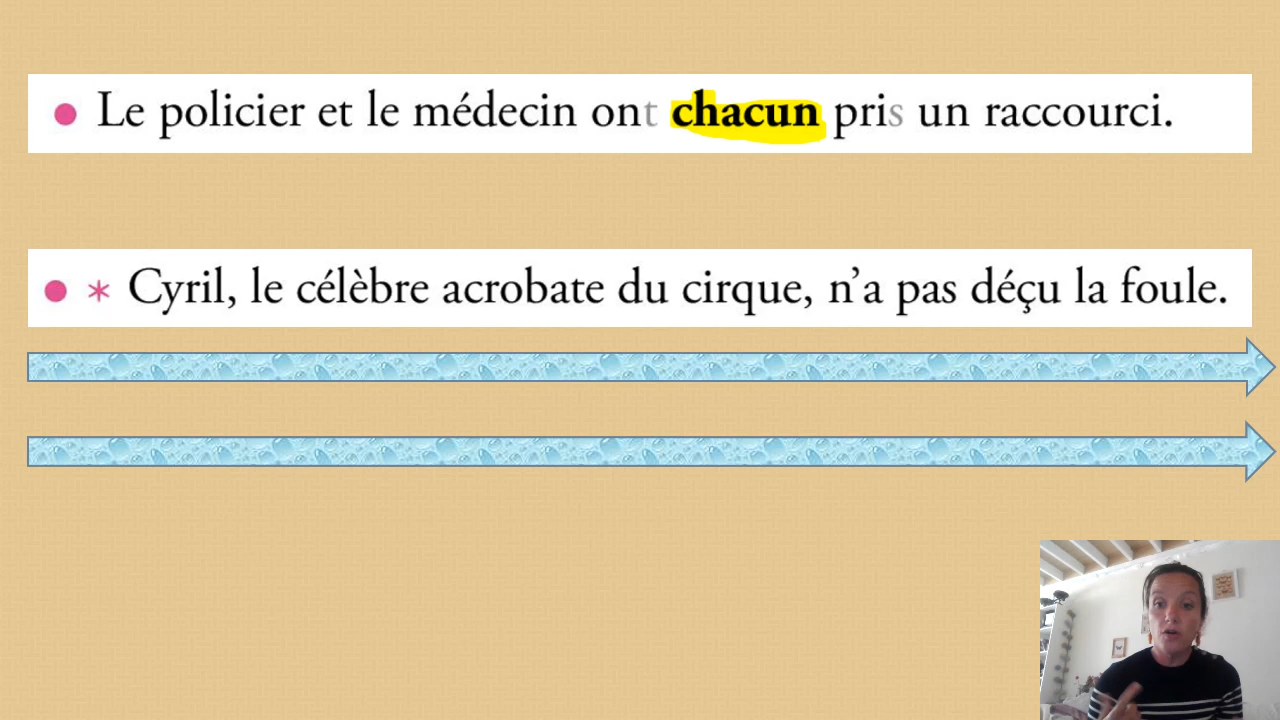 • Le policier et le médecin ont chacun pris un raccourci.
• * Cyril, le célèbre acrobate du cirque, n’a pas déçu la foule.